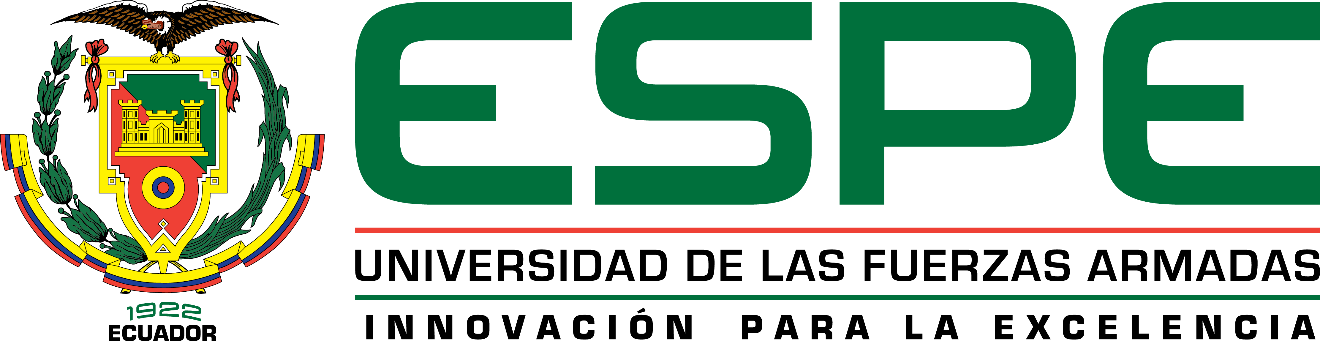 ESPE
UNIVERSIDAD DE LAS FUERZAS ARMADAS
INNOVACIÓN PARA LA EXCELENCIA
1922
ECUADOR